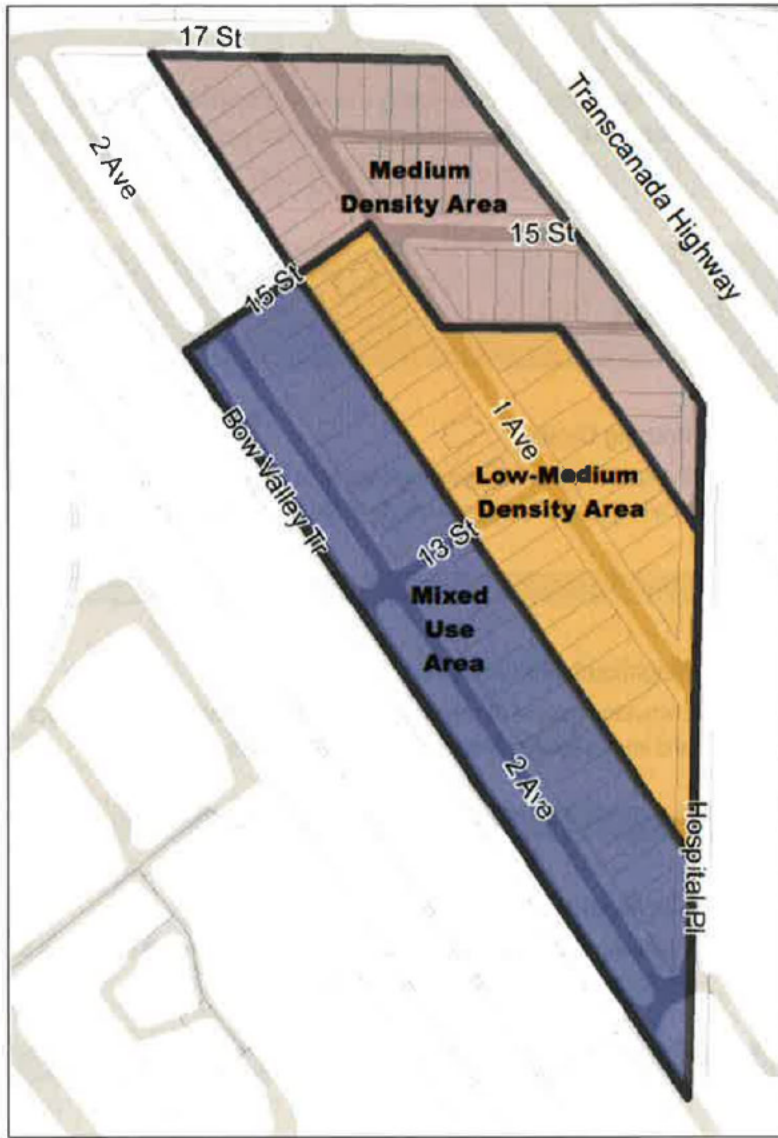 17 St
Transcanada Highway
2 Ave
Medium
Density Area
15 St
15 St
1 Ave
Bow Valley Tr
Low-Medium
Density Area
13 St
Mixed
Use
Area
2 Ave
Hospital Pl